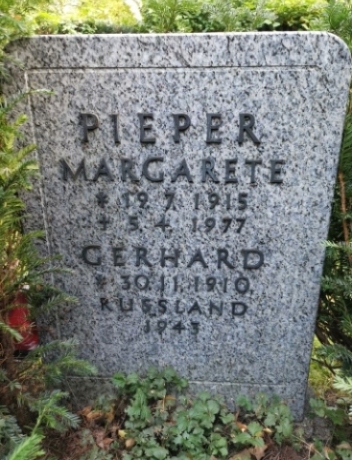 PIEPER
MARGARETE
* 19.7.1915
+ 5.4.1977
GERHARD
* 30.11.1910
RUSSLAND
1943